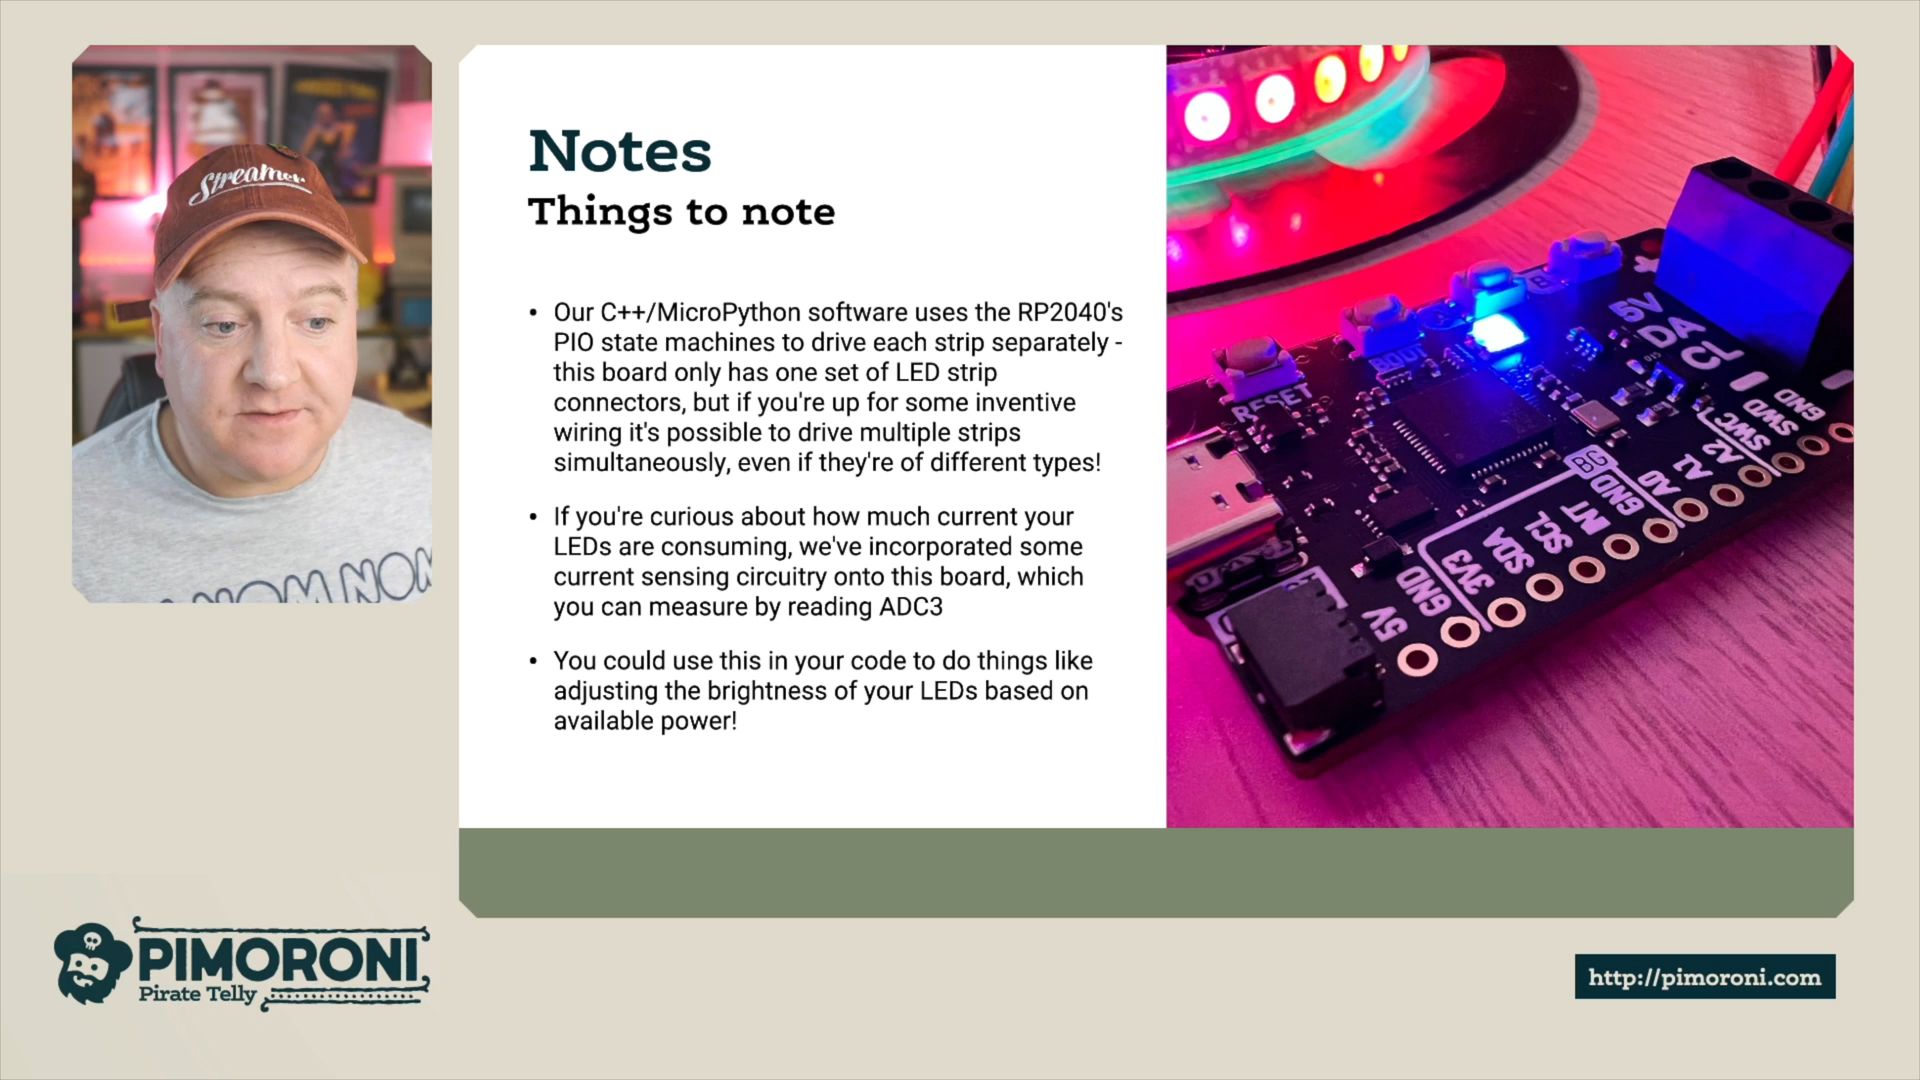 Streamer
NOM NOM
Notes
Things to note
• Our C++/MicroPython software uses the RP2040's
PIO state machines to drive each strip separately -
this board only has one set of LED strip
connectors, but if you're up for some inventive
wiring it's possible to drive multiple strips
simultaneously, even if they're of different types!
• If you're curious about how much current your
LEDs are consuming, we've incorporated some
current sensing circuitry onto this board, which
you can measure by reading ADC3
• You could use this in your code to do things like
adjusting the brightness of your LEDs based on
available power!
RESET
BOOT
A
B
5V
DA
CL
5V
GND
3V3
SDA
SCL
INT
GND
BG
A0
A1
A2
SWC
SWD
GND
PIMORONI
Pirate Telly
http://pimoroni.com